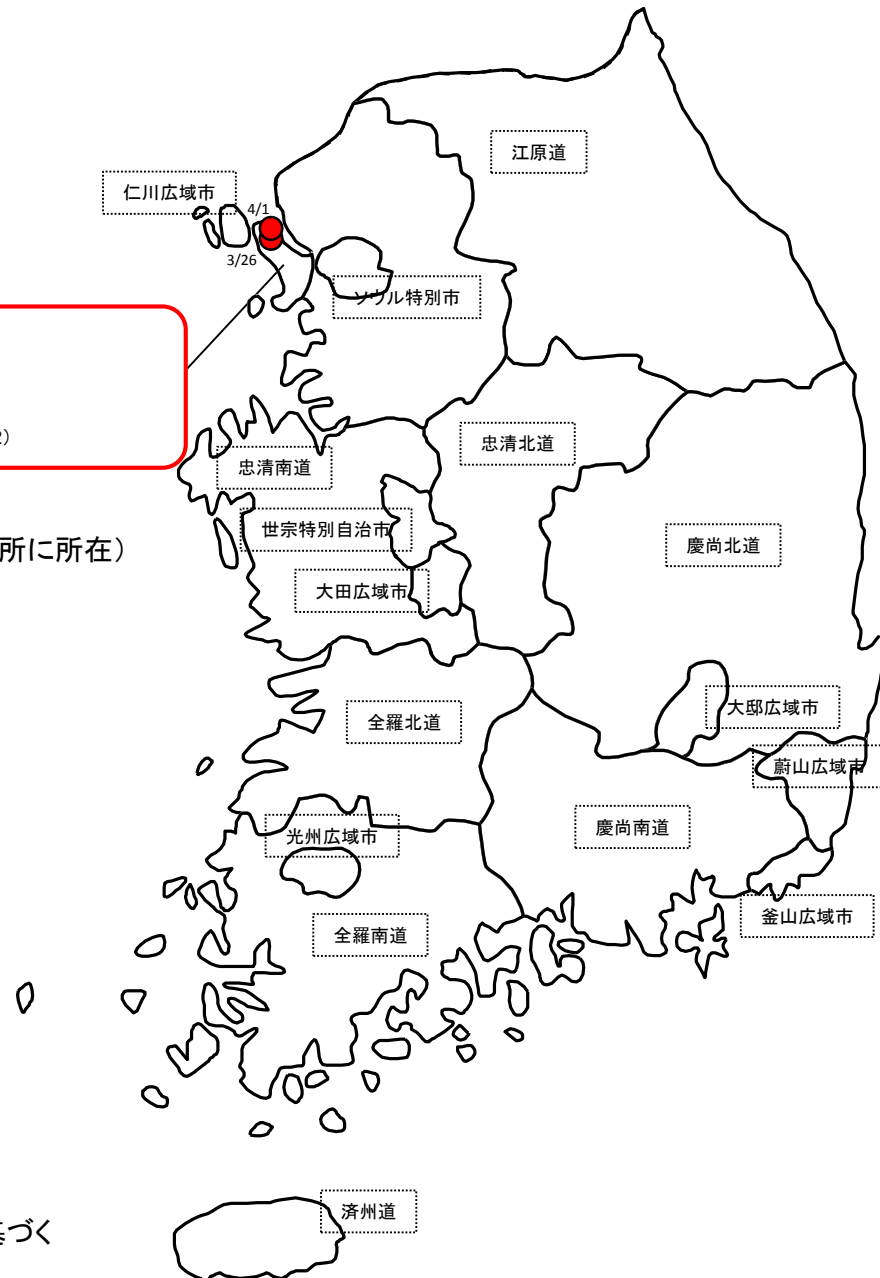 江原道
仁川広域市
4/1
3/26
ソウル特別市
2）
忠清北道
忠清南道
世宗特別自治市
所に所在）
慶尚北道
大田広域市
大邱広域市
全羅北道
蔚山広域市
慶尚南道
光州広域市
釜山広域市
全羅南道
済州道
基づく